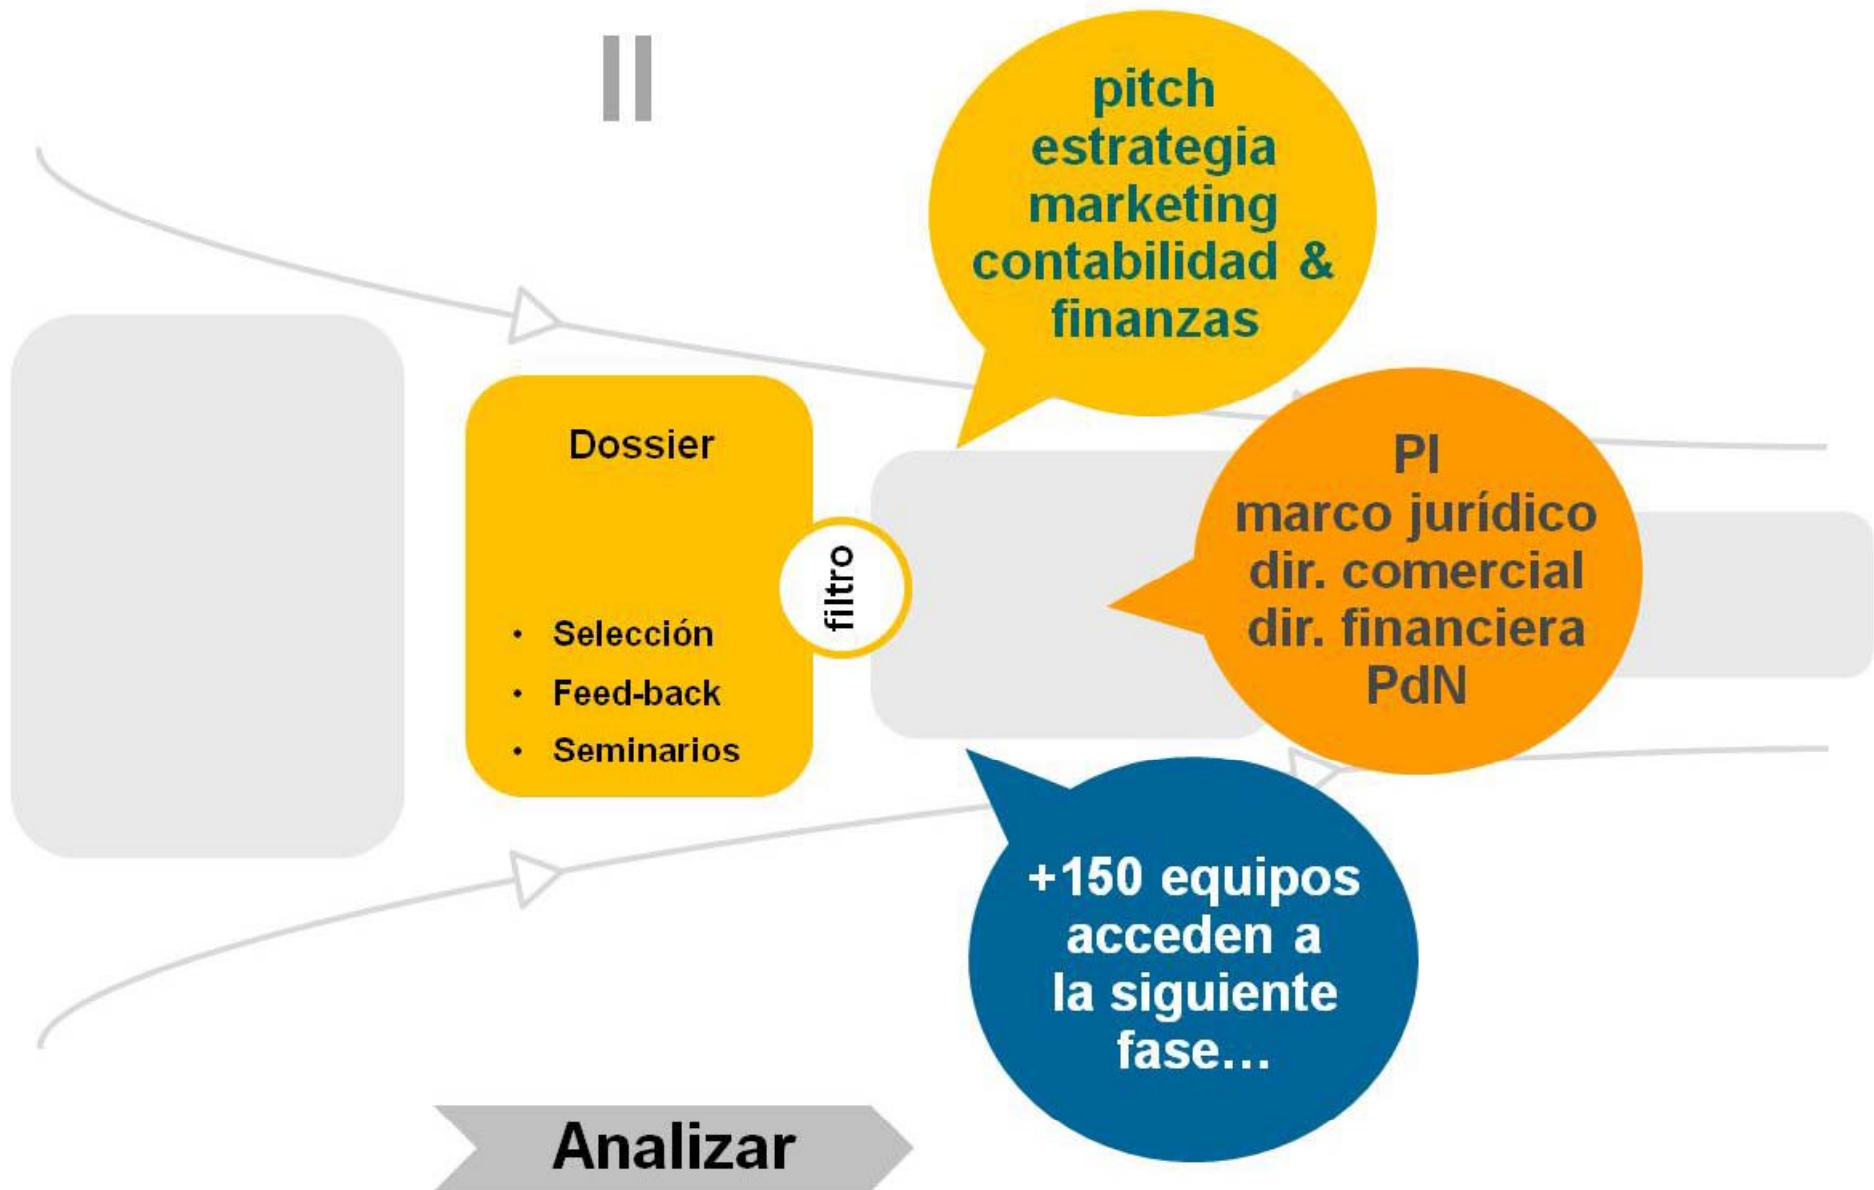 II
pitch
estrategia
marketing
contabilidad &
finanzas
Dossier
• Selección
• Feed-back
• Seminarios
filtro
PI
marco jurídico
dir. comercial
dir. financiera
PdN
+150 equipos
acceden a
la siguiente
fase...
Analizar